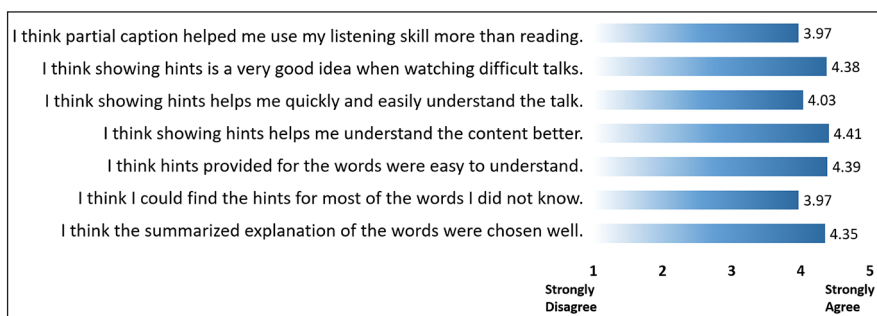 I think partial caption helped me use my listening skill more than reading. 3.97
I think showing hints is a very good idea when watching difficult talks. 4.38
I think showing hints helps me quickly and easily understand the talk. 4.03
I think showing hints helps me understand the content better. 4.41
I think hints provided for the words were easy to understand. 4.39
I think I could find the hints for most of the words I did not know. 3.97
I think the summarized explanation of the words were chosen well. 4.35
1 2 3 4 5
Strongly Strongly
Disagree Agree